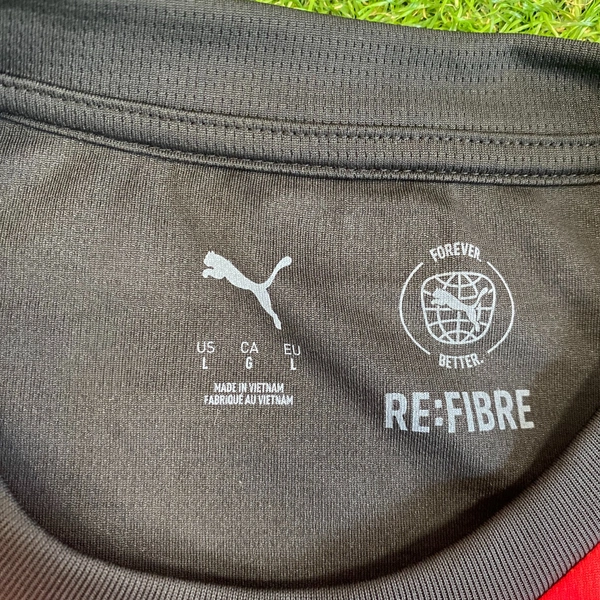 US CA EU
L G L
MADE IN VIETNAM
FABRIQUÉ AU VIETNAM
FOREVER.
BETTER.
RE:FIBRE